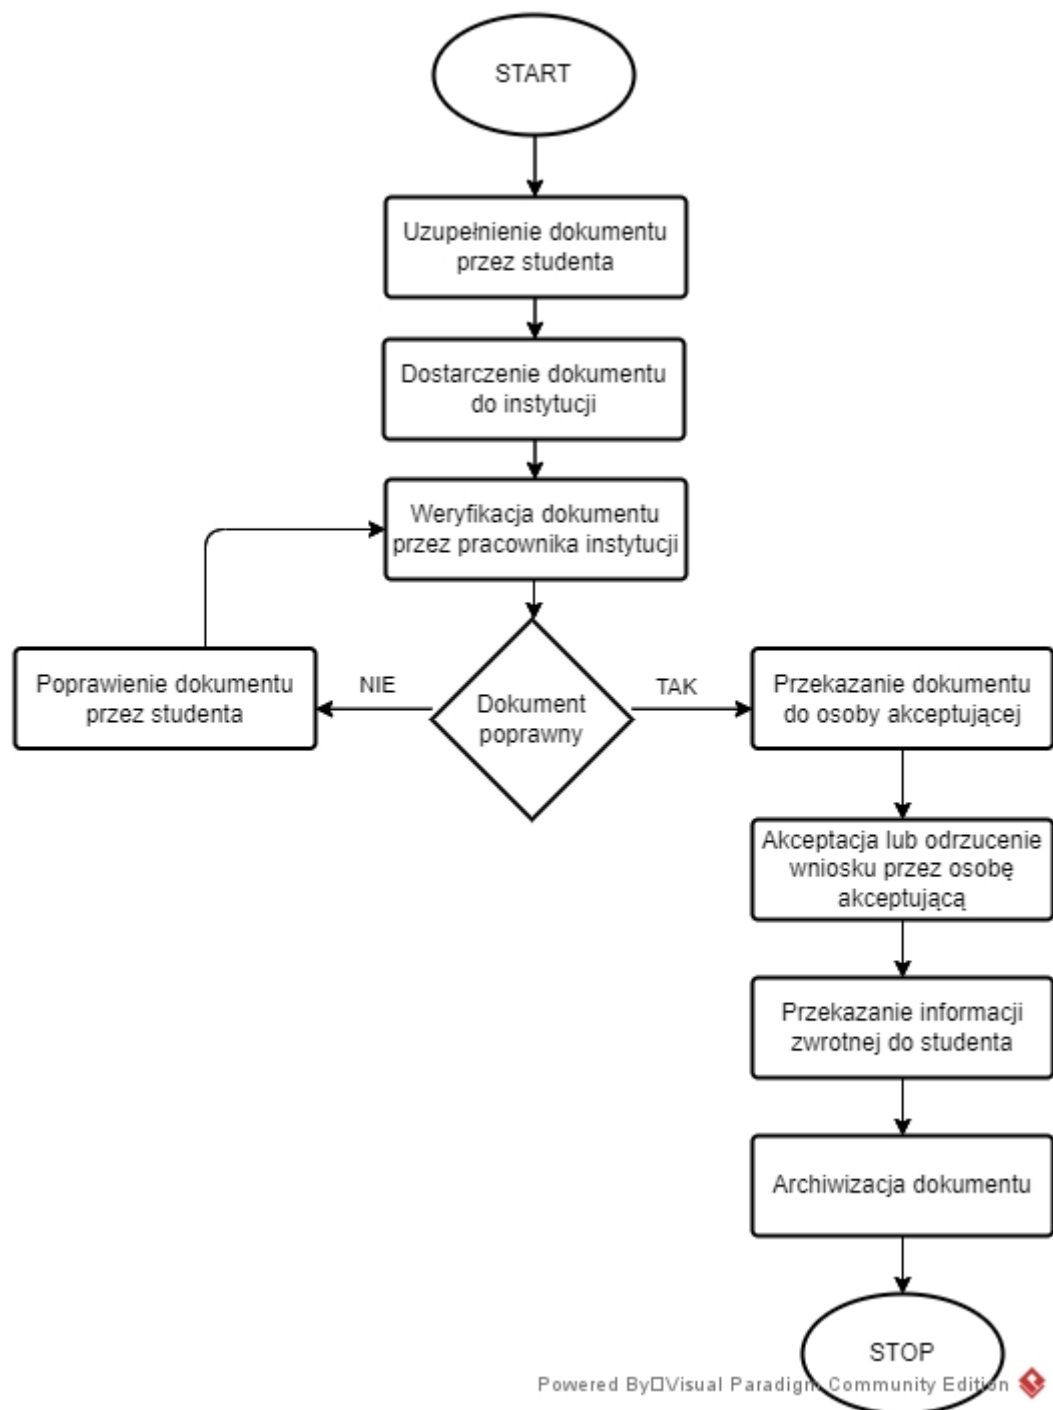 START
Uzupełnienie dokumentu
przez studenta
Dostarczenie dokumentu
do instytucji
Weryfikacja dokumentu
przez pracownika instytucji
Poprawienie dokumentu
przez studenta
NIE
Dokument
poprawny
TAK
Przekazanie dokumentu
do osoby akceptującej
Akceptacja lub odrzucenie
wniosku przez osobę
akceptującą
Przekazanie informacji
zwrotnej do studenta
Archiwizacja dokumentu
STOP
Powered By□Visual Paradigm Community Edition